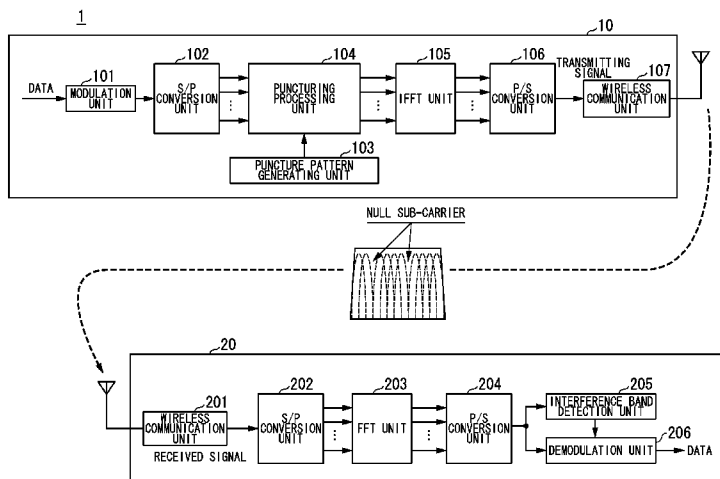 1
10
102
104
105
106
TRANSMITTING
SIGNAL
107
101
DATA
MODULATION
UNIT
S/P
CONVERSION
UNIT
PUNCTURING
PROCESSING
UNIT
IFFT UNIT
P/S
CONVERSION
UNIT
WIRELESS
COMMUNICATION
UNIT
103
PUNCTURE PATTERN
GENERATING UNIT
NULL SUB-CARRIER
20
201
202
203
204
205
WIRELESS
COMMUNICATION
UNIT
S/P
CONVERSION
UNIT
FFT UNIT
P/S
CONVERSION
UNIT
INTERFERENCE BAND
DETECTION UNIT
206
DEMODULATION UNIT
DATA
RECEIVED SIGNAL